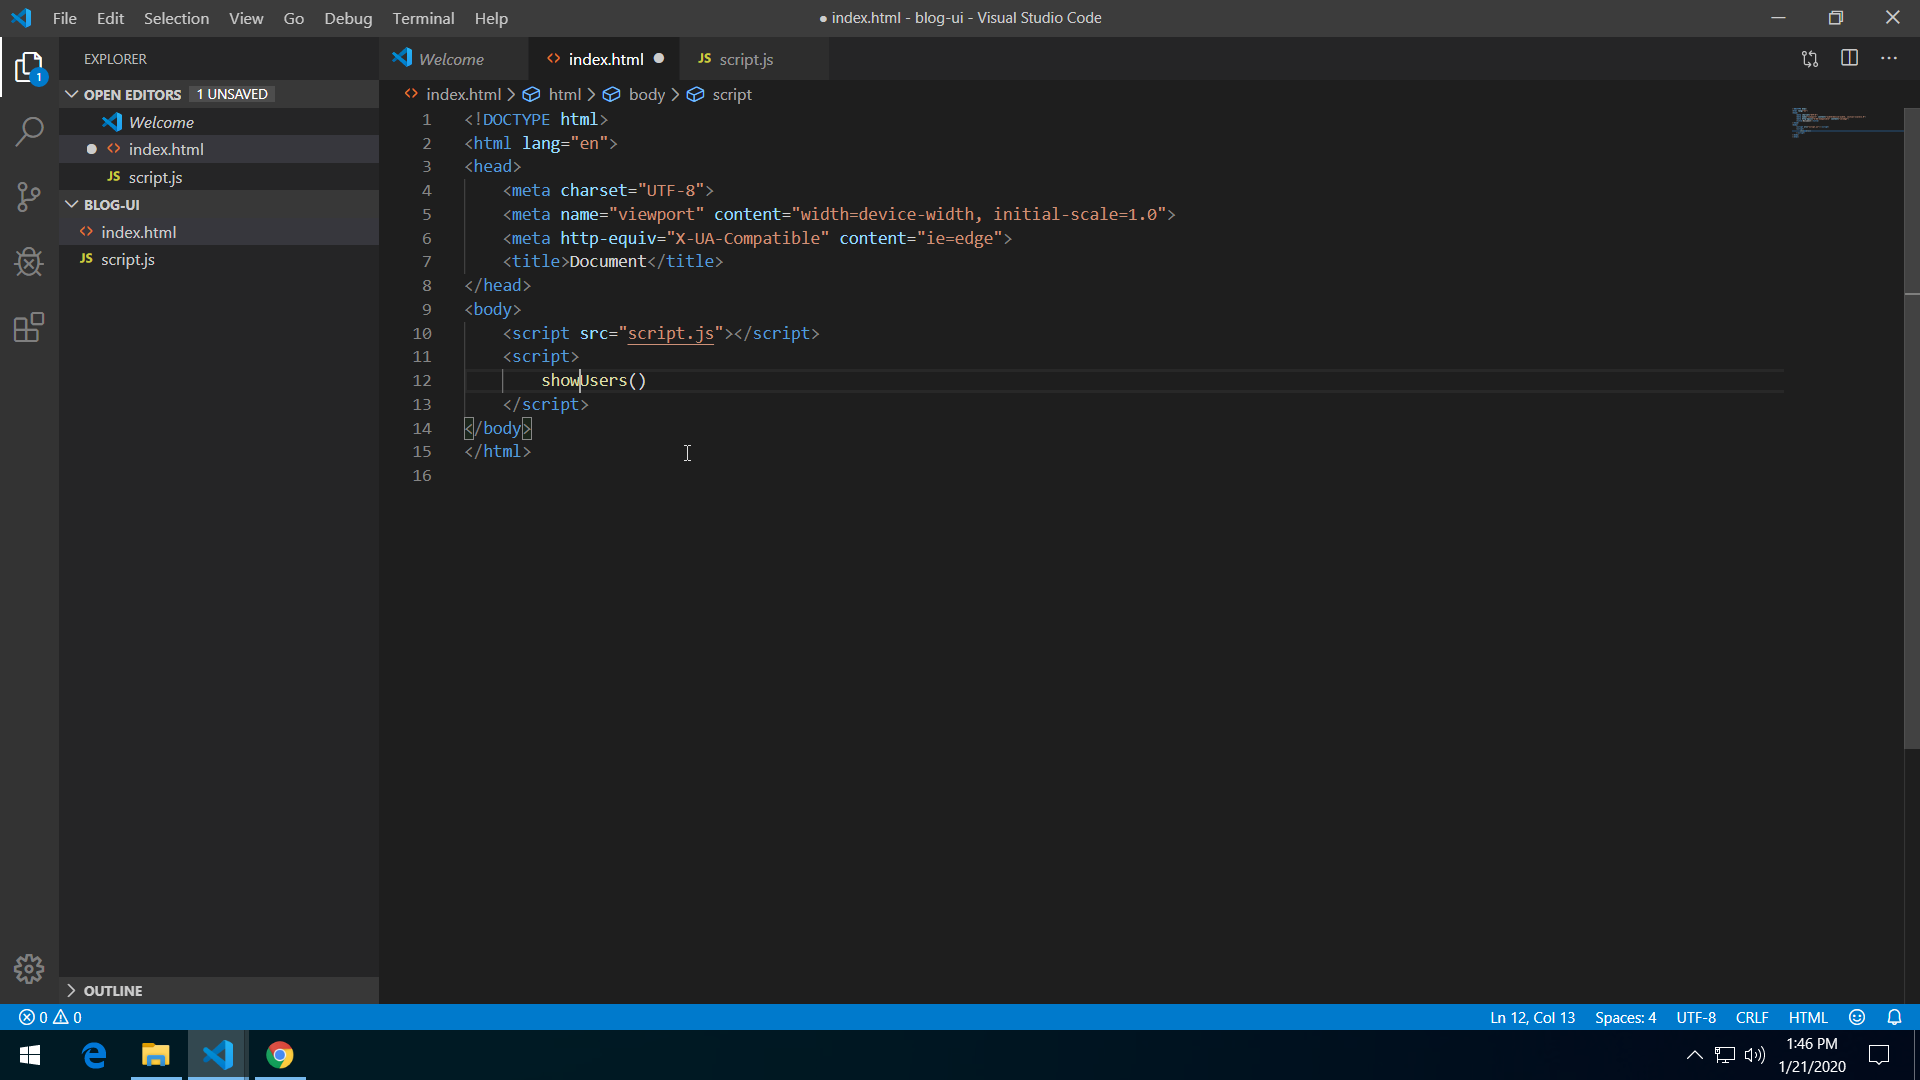 File Edit Selection View Go Debug Terminal Help
● index.html - blog-ui - Visual Studio Code
EXPLORER
OPEN EDITORS 1 UNSAVED
Welcome
index.html
JS script.js
BLOG-UI
index.html
JS script.js
OUTLINE
Welcome
index.html
JS script.js
index.html > html > body > script
1 <!DOCTYPE html>
2 <html lang="en">
3 <head>
4 <meta charset="UTF-8">
5 <meta name="viewport" content="width=device-width, initial-scale=1.0">
6 <meta http-equiv="X-UA-Compatible" content="ie=edge">
7 <title>Document</title>
8 </head>
9 <body>
10 <script src="script.js"></script>
11 <script>
12 showUsers()
13 </script>
14 </body>
15 </html>
16
1
0 0
Ln 12, Col 13 Spaces: 4 UTF-8 CRLF HTML
1:46 PM
1/21/2020